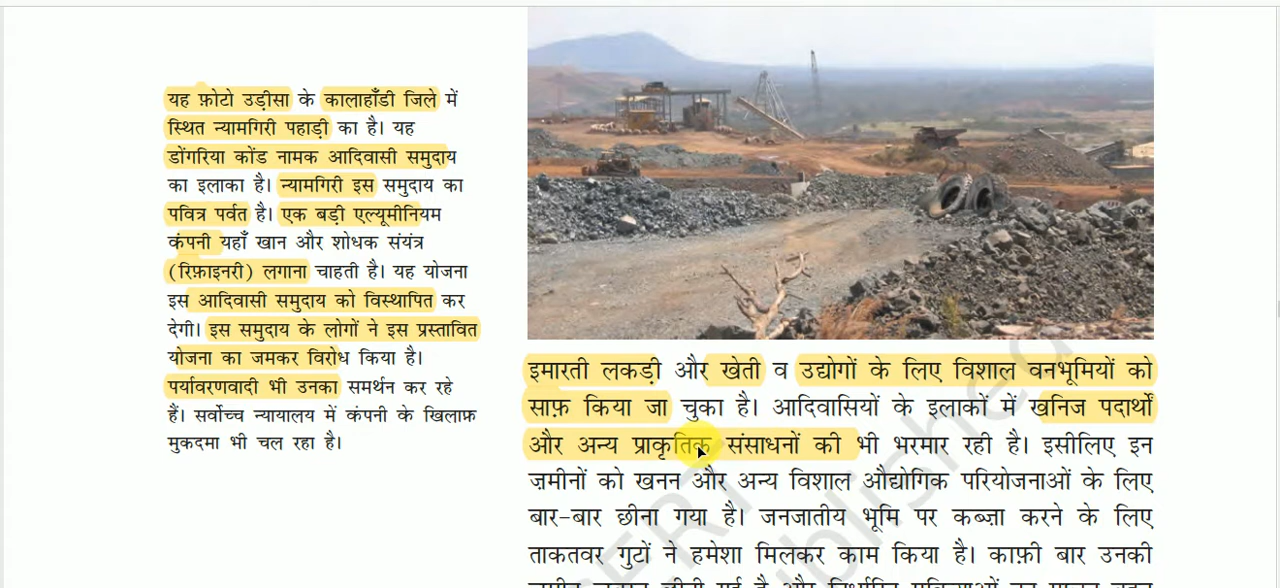 यह फ़ोटो उड़ीसा के कालाहाँडी जिले में
स्थित न्यामगिरी पहाड़ी का है। यह
डोंगरिया कोंड नामक आदिवासी समुदाय
का इलाका है। न्यामगिरी इस समुदाय का
पवित्र पर्वत है। एक बड़ी एल्यूमीनियम
कंपनी यहाँ खान और शोधक संयंत्र
(रिफ़ाइनरी) लगाना चाहती है। यह योजना
इस आदिवासी समुदाय को विस्थापित कर
देगी। इस समुदाय के लोगों ने इस प्रस्तावित
योजना का जमकर विरोध किया है।
पर्यावरणवादी भी उनका समर्थन कर रहे
हैं। सर्वोच्च न्यायालय में कंपनी के खिलाफ़
मुकदमा भी चल रहा है।
इमारती लकड़ी और खेती व उद्योगों के लिए विशाल वनभूमियों को
साफ़ किया जा चुका है। आदिवासियों के इलाकों में खनिज पदार्थों
और अन्य प्राकृतिक संसाधनों की भी भरमार रही है। इसीलिए इन
ज़मीनों को खनन और अन्य विशाल औद्योगिक परियोजनाओं के लिए
बार-बार छीना गया है। जनजातीय भूमि पर कब्ज़ा करने के लिए
ताकतवर गुटों ने हमेशा मिलकर काम किया है। काफ़ी बार उनकी